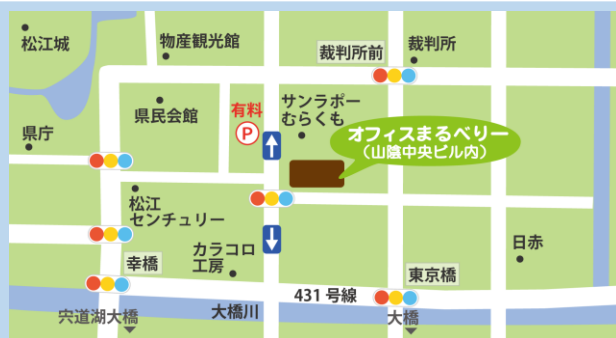 松江城
物産観光館
裁判所前
裁判所
県民会館
有料
P
サンラポー
むらくも
オフィスまるべりー
（山陰中央ビル内）
県庁
松江
センチュリー
カラコロ
工房
日赤
幸橋
431号線
東京橋
宍道湖大橋
大橋川
大橋